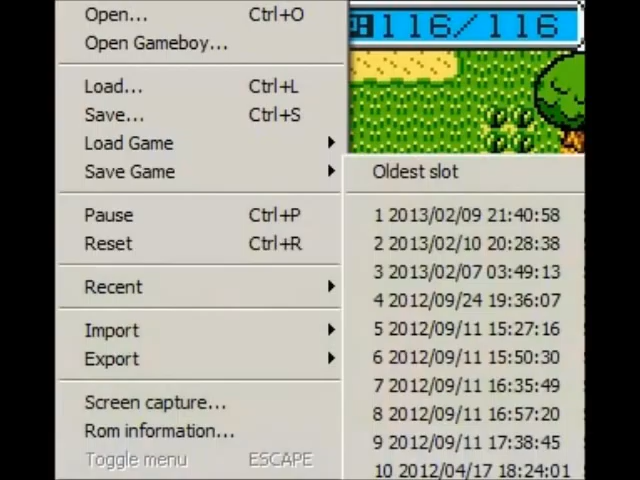 Open... Ctrl+O
Open Gameboy...
Load... Ctrl+L
Save... Ctrl+S
Load Game
Save Game
Pause Ctrl+P
Reset Ctrl+R
Recent
Import
Export
Screen capture...
Rom information...
Toggle menu ESCAPE
116/116
Oldest slot
1 2013/02/09 21:40:58
2 2013/02/10 20:28:38
3 2013/02/07 03:49:13
4 2012/09/24 19:36:07
5 2012/09/11 15:27:16
6 2012/09/11 15:50:30
7 2012/09/11 16:35:49
8 2012/09/11 16:57:20
9 2012/09/11 17:38:45
10 2012/04/17 18:24:01